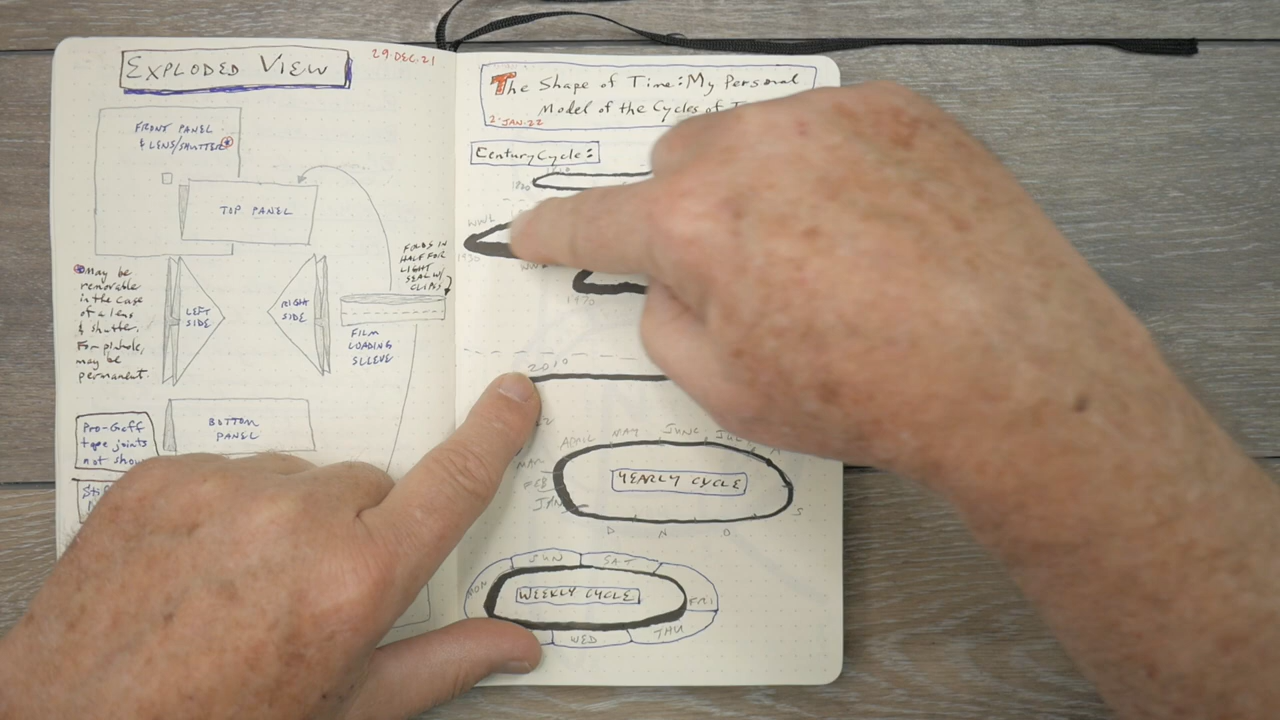 EXPLODED VIEW
29.DEC.21
FRONT PANEL
& LENS/SHUTTER
TOP PANEL
FOLDS IN
HALF FOR
LIGHT
SEAL W/
CLIPS
May be
removable
in the case
of a lens
& shutter.
For pinhole,
may be
permanent.
LEFT
SIDE
RIGHT
SIDE
FILM
LOADING
SLEEVE
BOTTOM
PANEL
Pro-Gaff
tape joints
not
The Shape of Time: My Personal
Model of the Cycles of
2-JAN-22
Century Cycle:
1800
WWI
1930
1970
2010
APRIL MAY JUNE JULY
MAR
FEB
JAN
YEARLY CYCLE
A
S
D N O
SUN SAT
MON
WEEKLY CYCLE
FRI
WED THU